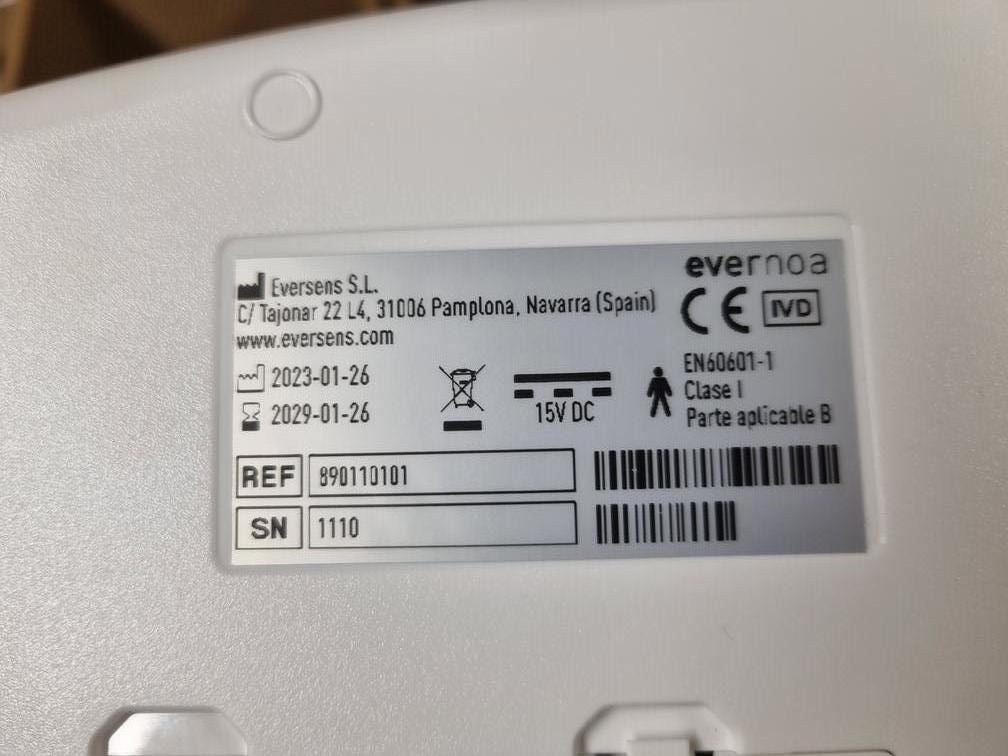 Eversens S.L.
C/ Tajonar 22 L4, 31006 Pamplona, Navarra (Spain)
www.eversens.com
2023-01-26
2029-01-26
15V DC
evernoa
CE IVD
EN60601-1
Clase I
Parte aplicable B
REF 890110101
SN 1110